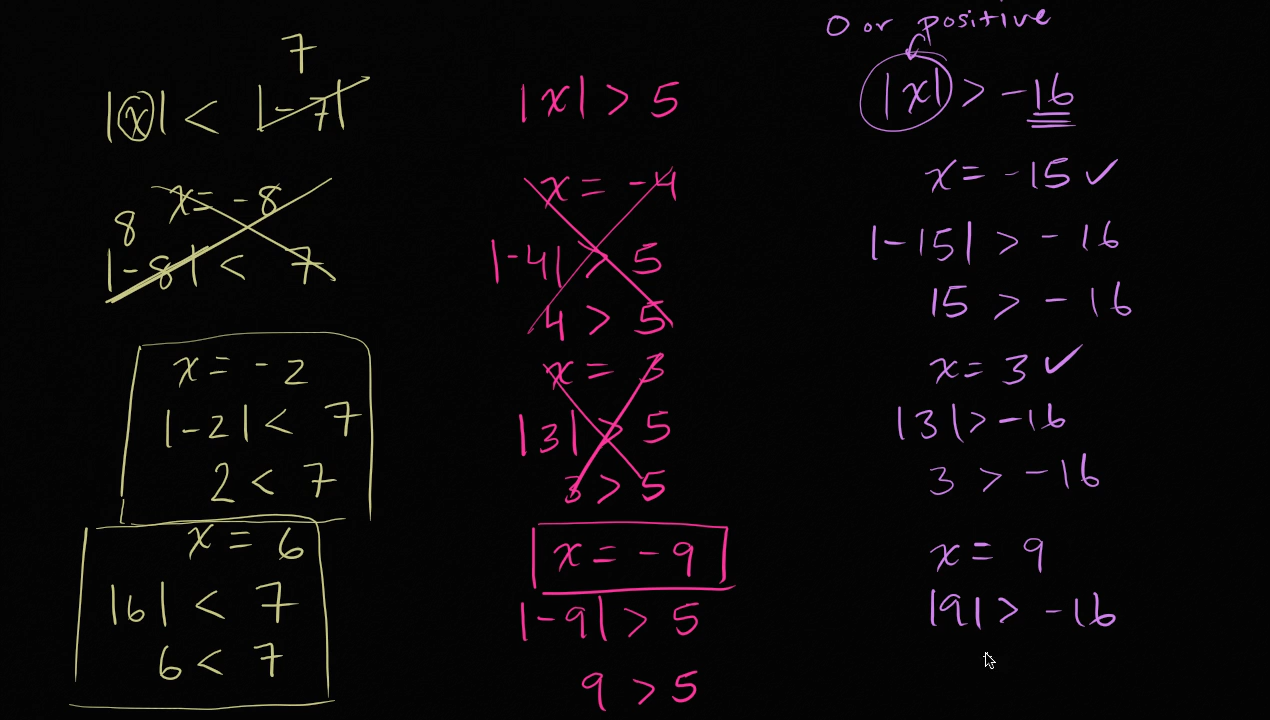 7
|x| < |-7|
x = -8
8
|-8| < 7
x = -2
|-2| < 7
2 < 7
x = 6
|6| < 7
6 < 7
|x| > 5
x = -4
|-4| > 5
4 > 5
x = 3
|3| > 5
3 > 5
x = -9
|-9| > 5
9 > 5
0 or positive
|x| > -16
x = -15 ✓
|-15| > -16
15 > -16
x = 3 ✓
|3| > -16
3 > -16
x = 9
|9| > -16